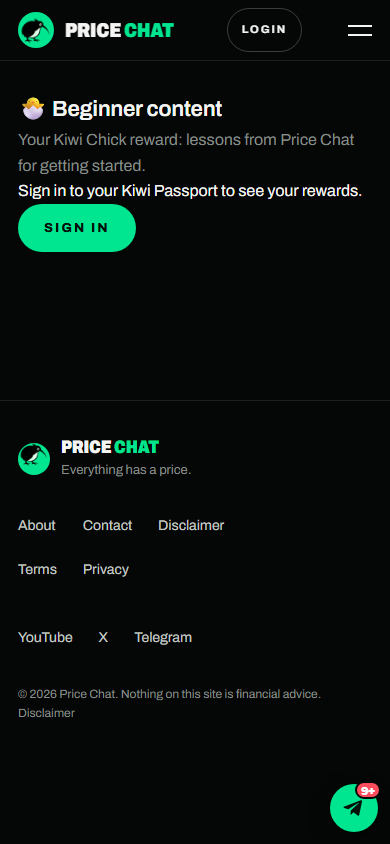 PRICE CHAT
LOGIN
🐣 Beginner content
Your Kiwi Chick reward: lessons from Price Chat
for getting started.
Sign in to your Kiwi Passport to see your rewards.
SIGN IN
PRICE CHAT
Everything has a price.
About Contact Disclaimer
Terms Privacy
YouTube X Telegram
© 2026 Price Chat. Nothing on this site is financial advice.
Disclaimer
9+